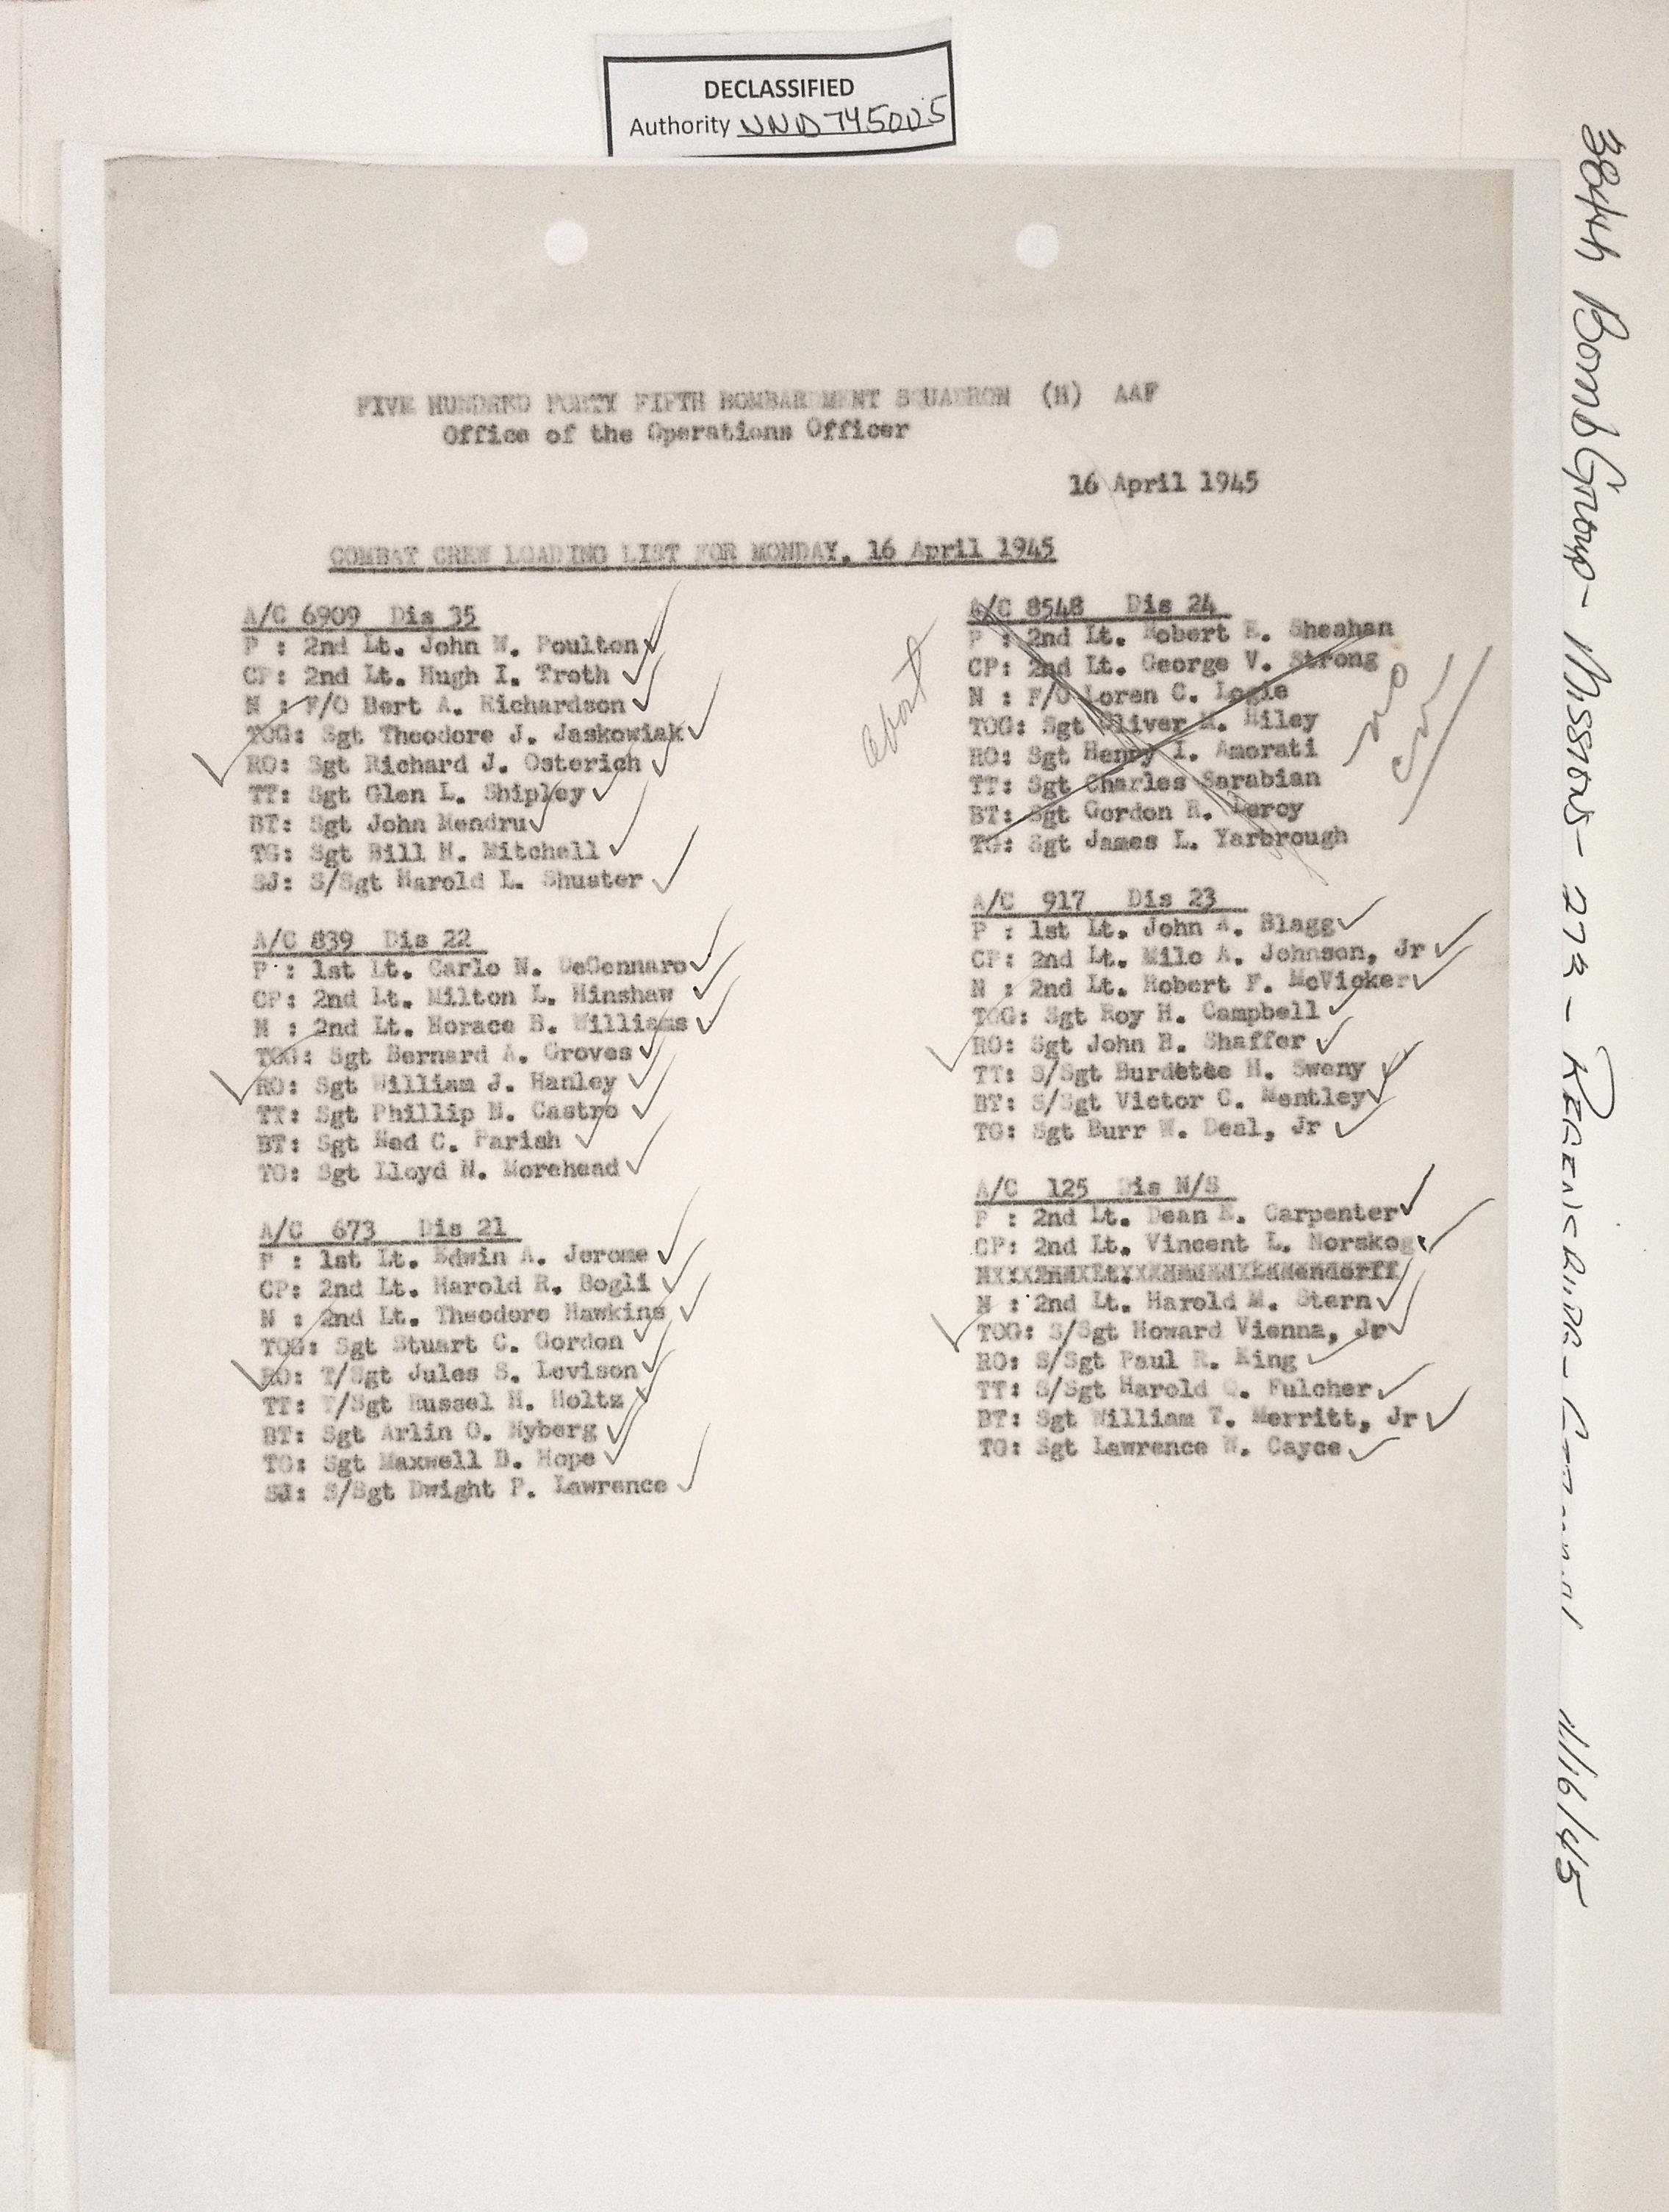 DECLASSIFIED
Authority NND 745005
FIVE HUNDRED FORTY FIFTH BOMBARDMENT SQUADRON (H) AAF
Office of the Operations Officer
16 April 1945
COMBAT CREW LOADING LIST FOR MONDAY, 16 April 1945
A/C 6909 Dis 35
P : 2nd Lt. John W. Poulton
CP: 2nd Lt. Hugh I. Troth
N : F/O Bert A. Richardson
TOG: Sgt Theodore J. Jaskowiak
RO: Sgt Richard J. Osterich
TT: Sgt Glen L. Shipley
BT: Sgt John Mendru
TG: Sgt Bill H. Mitchell
SJ: S/Sgt Harold L. Shuster
A/C 839 Dis 22
P : 1st Lt. Carlo N. DeGennaro
CP: 2nd Lt. Milton L. Hinshaw
N : 2nd Lt. Horace B. Williams
TOG: Sgt Bernard A. Groves
RO: Sgt William J. Hanley
TT: Sgt Phillip N. Castro
BT: Sgt Ned C. Parish
TG: Sgt Lloyd N. Morehead
A/C 673 Dis 21
P : 1st Lt. Edwin A. Jerome
CP: 2nd Lt. Harold R. Bogli
N : 2nd Lt. Theodore Hawkins
TOG: Sgt Stuart C. Gordon
RO: T/Sgt Jules S. Levison
TT: T/Sgt Russel H. Holtz
BT: Sgt Arlin O. Nyberg
TG: Sgt Maxwell D. Hope
SJ: S/Sgt Dwight P. Lawrence
abort
A/C 8548 Dis 24
P : 2nd Lt. Robert E. Sheahan
CP: 2nd Lt. George V. Strong
N : F/O Loren C. Logie
TOG: Sgt Oliver R. Riley
RO: Sgt Henry I. Amorati
TT: Sgt Charles Sarabian
BT: Sgt Gordon R. Leroy
TG: Sgt James L. Yarbrough
no
A/C 917 Dis 23
P : 1st Lt. John A. Blagg
CP: 2nd Lt. Milo A. Johnson, Jr
N : 2nd Lt. Robert F. McVicker
TOG: Sgt Roy H. Campbell
RO: Sgt John B. Shaffer
TT: S/Sgt Burdette H. Sweny
BT: S/Sgt Victor C. Mentley
TG: Sgt Burr W. Deal, Jr
A/C 125 Dis N/S
P : 2nd Lt. Dean E. Carpenter
CP: 2nd Lt. Vincent L. Norskog
N : 2nd Lt. Harold M. Stern
TOG: S/Sgt Howard Vienna, Jr
RO: S/Sgt Paul R. King
TT: S/Sgt Harold Q. Fulcher
BT: Sgt William T. Merritt, Jr
TG: Sgt Lawrence W. Cayce
384th Bomb Group - Missions - 273 -